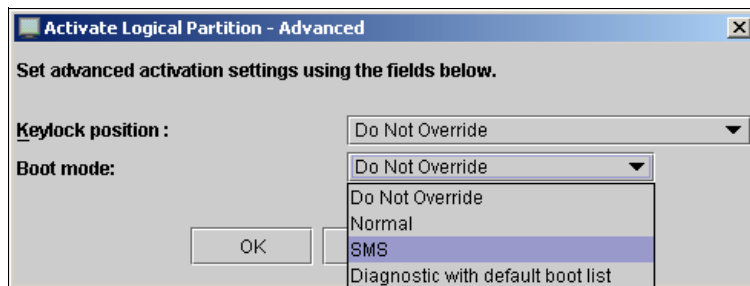 Activate Logical Partition - Advanced
Set advanced activation settings using the fields below.
Keylock position : Do Not Override
Boot mode: Do Not Override
Do Not Override
Normal
OK
SMS
Diagnostic with default boot list